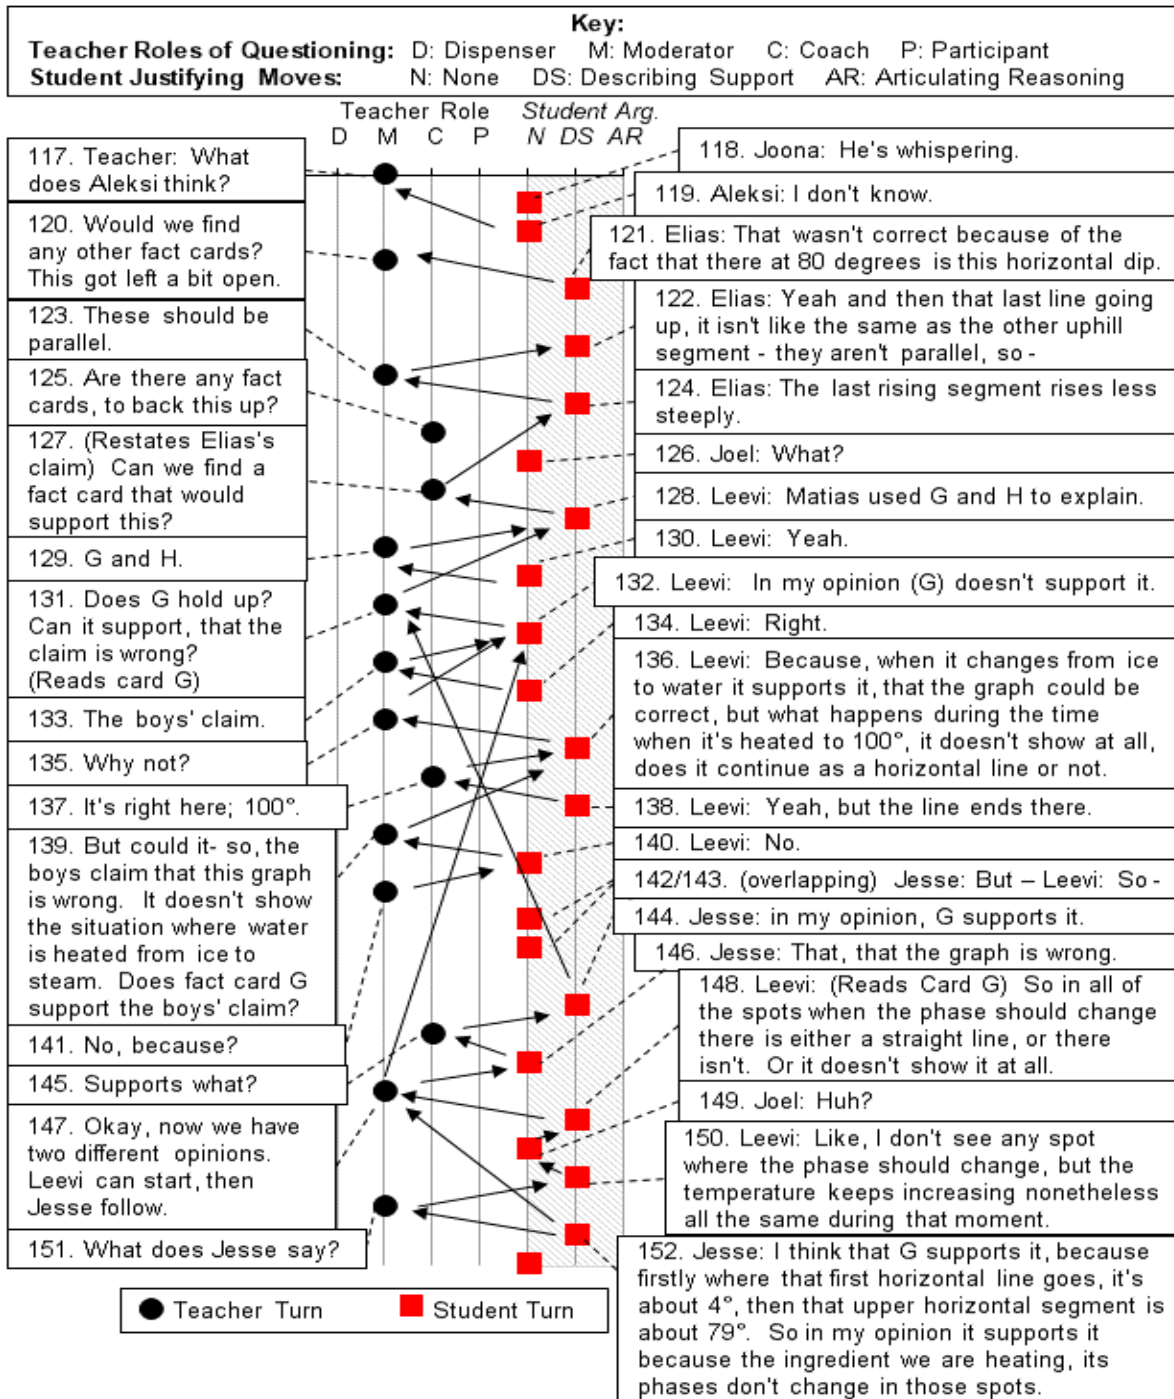 Key:
Teacher Roles of Questioning: D: Dispenser M: Moderator C: Coach P: Participant
Student Justifying Moves: N: None DS: Describing Support AR: Articulating Reasoning
Teacher Role Student Arg.
D M C P N DS AR
117. Teacher: What
does Aleksi think?
120. Would we find
any other fact cards?
This got left a bit open.
123. These should be
parallel.
125. Are there any fact
cards, to back this up?
127. (Restates Elias's
claim) Can we find a
fact card that would
support this?
129. G and H.
131. Does G hold up?
Can it support, that the
claim is wrong?
(Reads card G)
133. The boys' claim.
135. Why not?
137. It's right here; 100°.
139. But could it- so, the
boys claim that this graph
is wrong. It doesn't show
the situation where water
is heated from ice to
steam. Does fact card G
support the boys' claim?
141. No, because?
145. Supports what?
147. Okay, now we have
two different opinions.
Leevi can start, then
Jesse follow.
151. What does Jesse say?
118. Joona: He's whispering.
119. Aleksi: I don't know.
121. Elias: That wasn't correct because of the
fact that there at 80 degrees is this horizontal dip.
122. Elias: Yeah and then that last line going
up, it isn't like the same as the other uphill
segment - they aren't parallel, so -
124. Elias: The last rising segment rises less
steeply.
126. Joel: What?
128. Leevi: Matias used G and H to explain.
130. Leevi: Yeah.
132. Leevi: In my opinion (G) doesn't support it.
134. Leevi: Right.
136. Leevi: Because, when it changes from ice
to water it supports it, that the graph could be
correct, but what happens during the time
when it's heated to 100°, it doesn't show at all,
does it continue as a horizontal line or not.
138. Leevi: Yeah, but the line ends there.
140. Leevi: No.
142/143. (overlapping) Jesse: But – Leevi: So -
144. Jesse: in my opinion, G supports it.
146. Jesse: That, that the graph is wrong.
148. Leevi: (Reads Card G) So in all of
the spots when the phase should change
there is either a straight line, or there
isn't. Or it doesn't show it at all.
149. Joel: Huh?
150. Leevi: Like, I don't see any spot
where the phase should change, but the
temperature keeps increasing nonetheless
all the same during that moment.
152. Jesse: I think that G supports it, because
firstly where that first horizontal line goes, it's
about 4°, then that upper horizontal segment is
about 79°. So in my opinion it supports it
because the ingredient we are heating, its
phases don't change in those spots.
Teacher Turn Student Turn